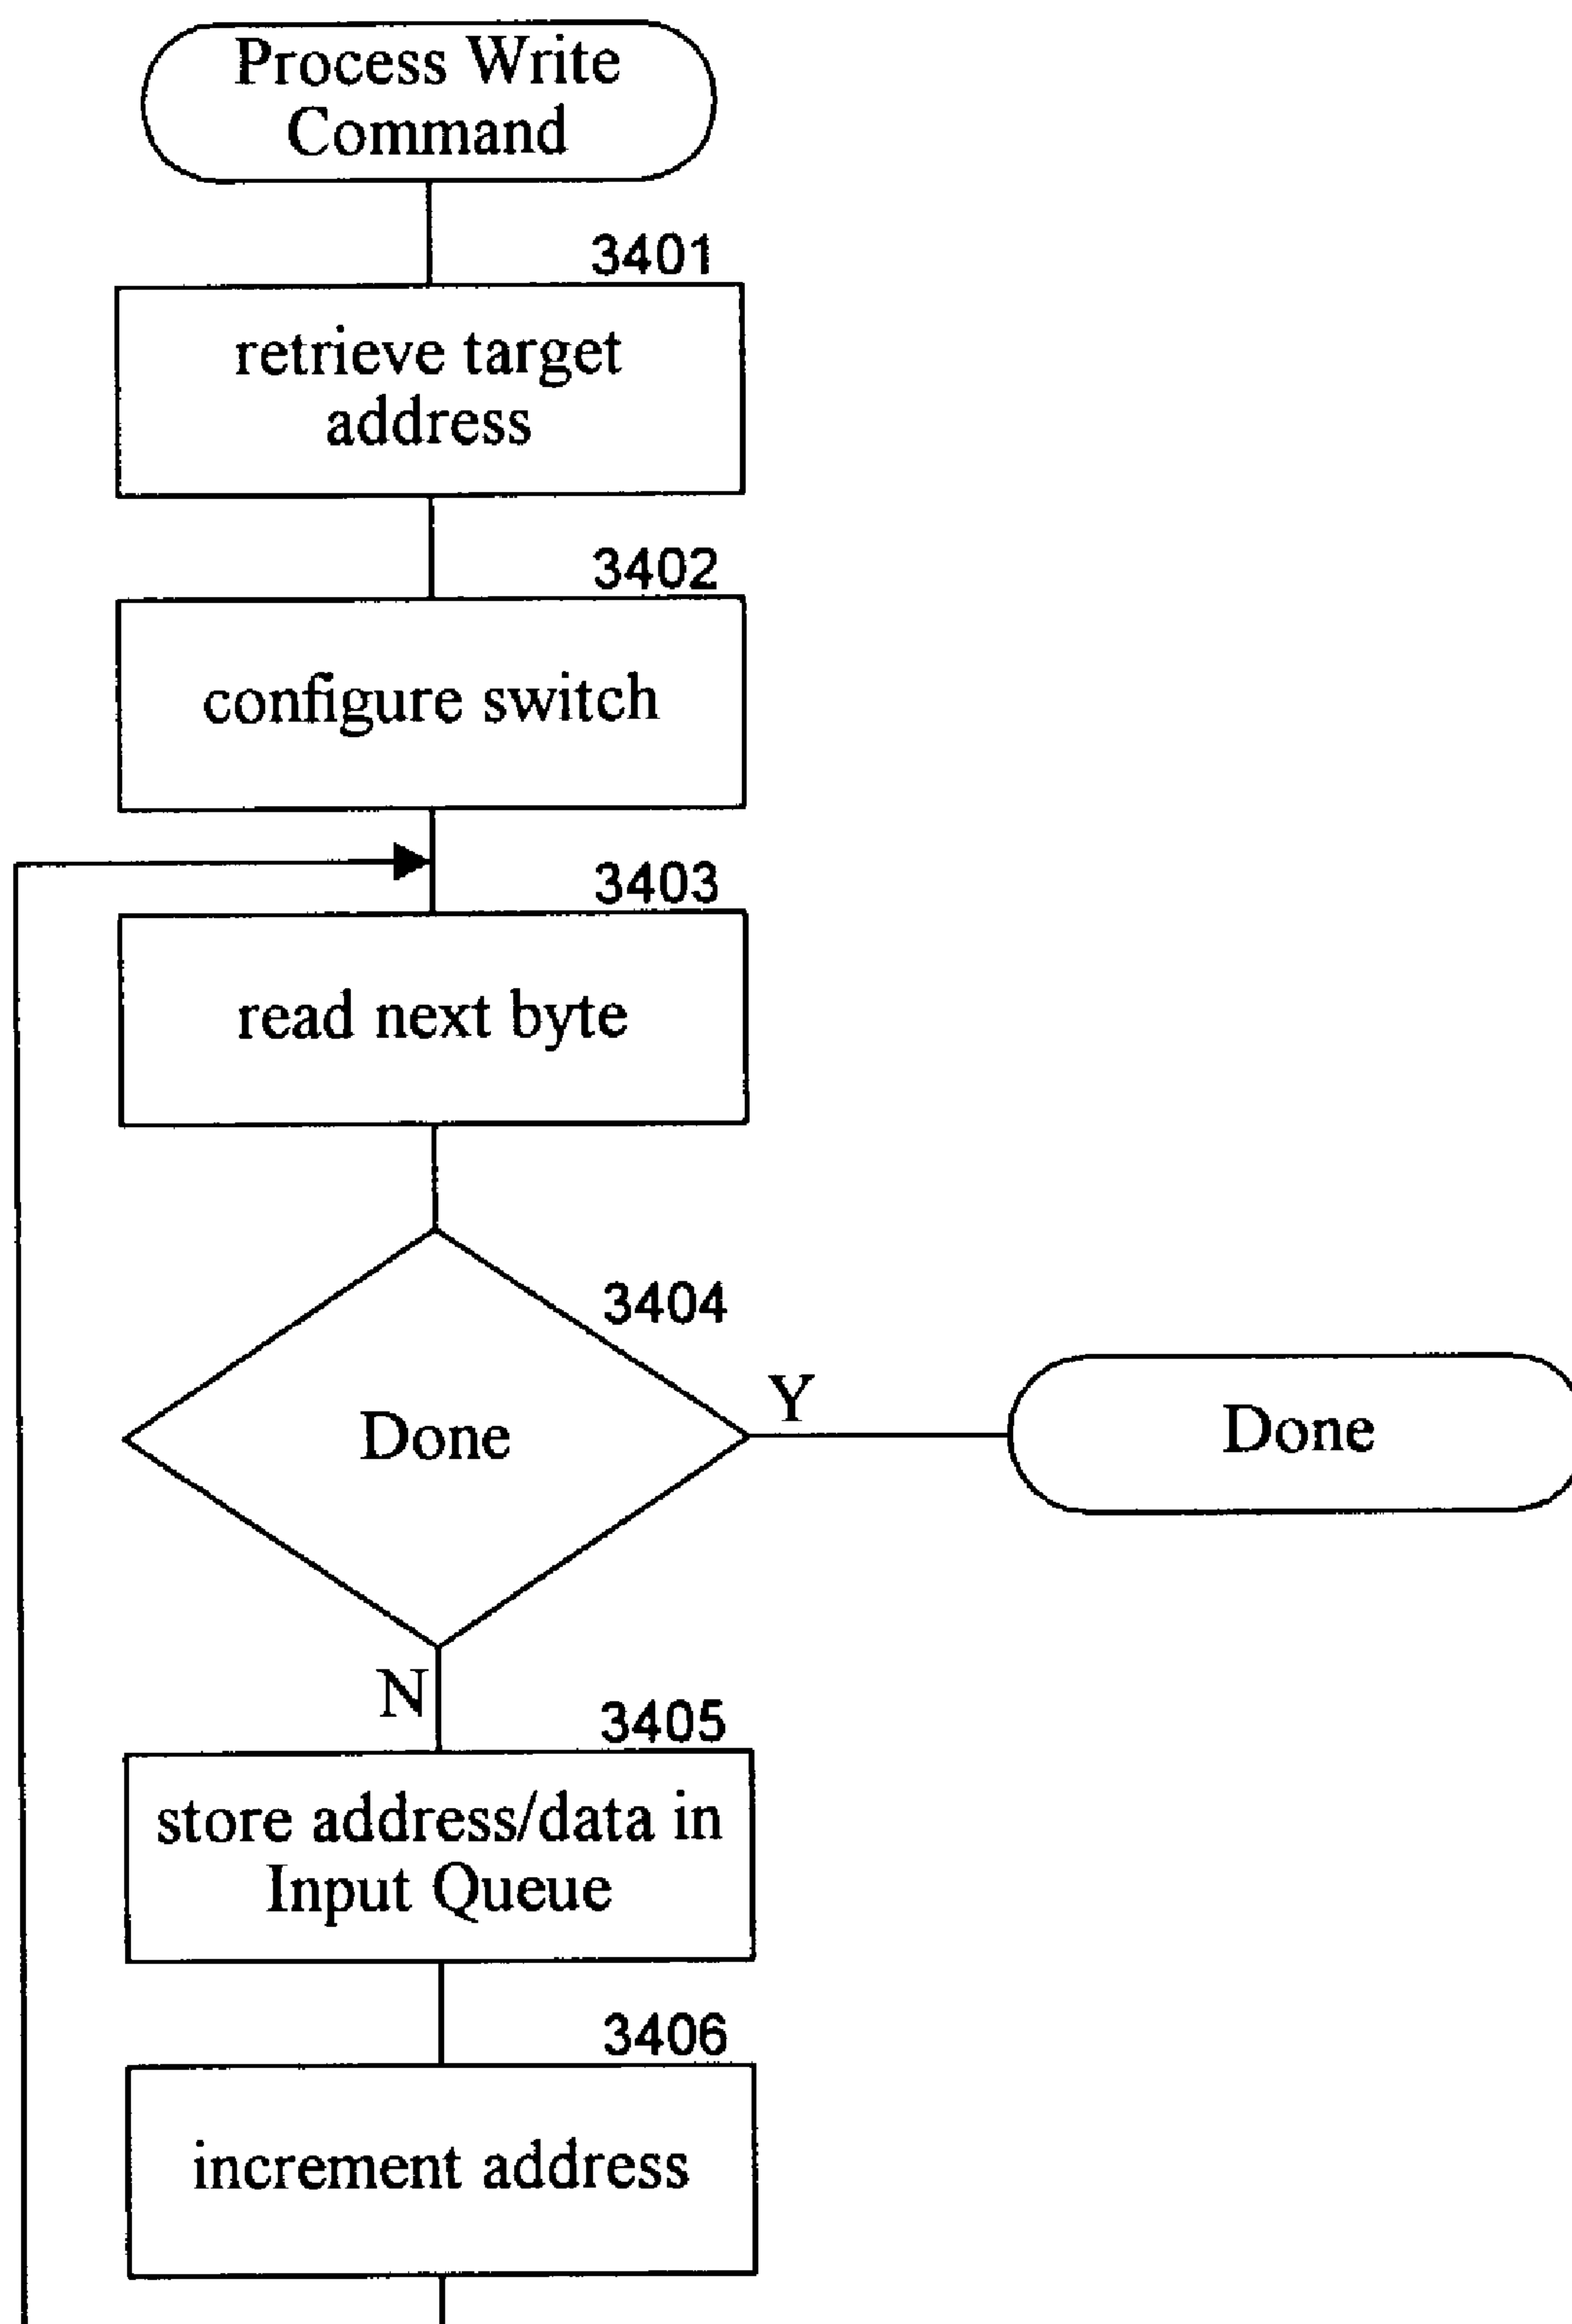 Process Write
Command
3401
retrieve target
address
3402
configure switch
3403
read next byte
3404
Done
Y
Done
N
3405
store address/data in
Input Queue
3406
increment address